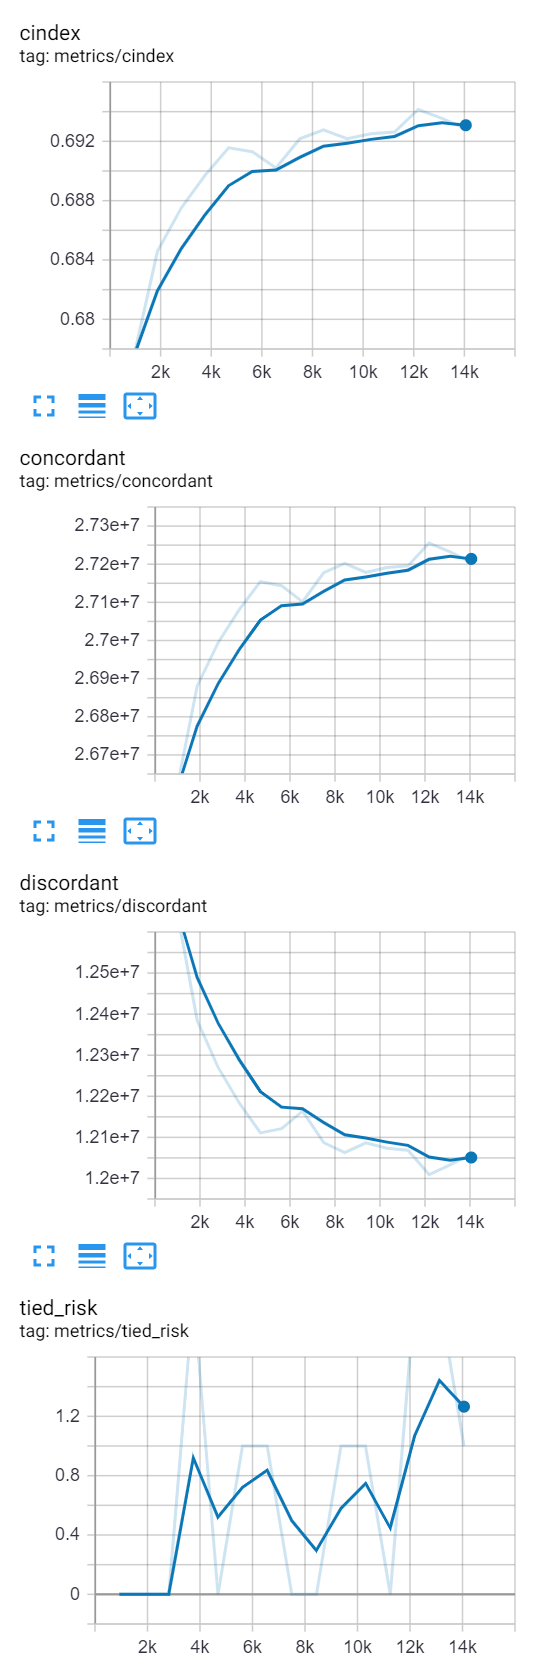 cindex
tag: metrics/cindex
0.692
0.688
0.684
0.68
2k 4k 6k 8k 10k 12k 14k
concordant
tag: metrics/concordant
2.73e+7
2.72e+7
2.71e+7
2.7e+7
2.69e+7
2.68e+7
2.67e+7
2k 4k 6k 8k 10k 12k 14k
discordant
tag: metrics/discordant
1.25e+7
1.24e+7
1.23e+7
1.22e+7
1.21e+7
1.2e+7
2k 4k 6k 8k 10k 12k 14k
tied_risk
tag: metrics/tied_risk
1.2
0.8
0.4
0
2k 4k 6k 8k 10k 12k 14k